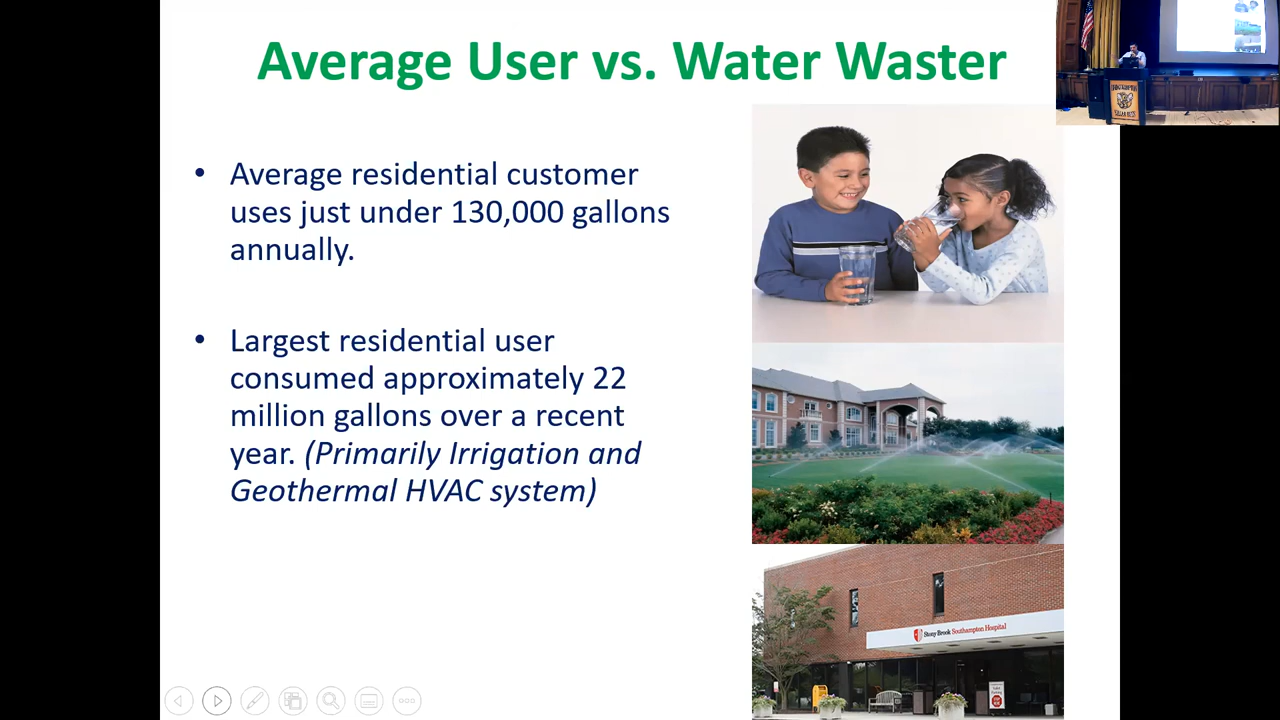 Average User vs. Water Waster
• Average residential customer
uses just under 130,000 gallons
annually.
• Largest residential user
consumed approximately 22
million gallons over a recent
year. (Primarily Irrigation and
Geothermal HVAC system)
Stony Brook Southampton Hospital